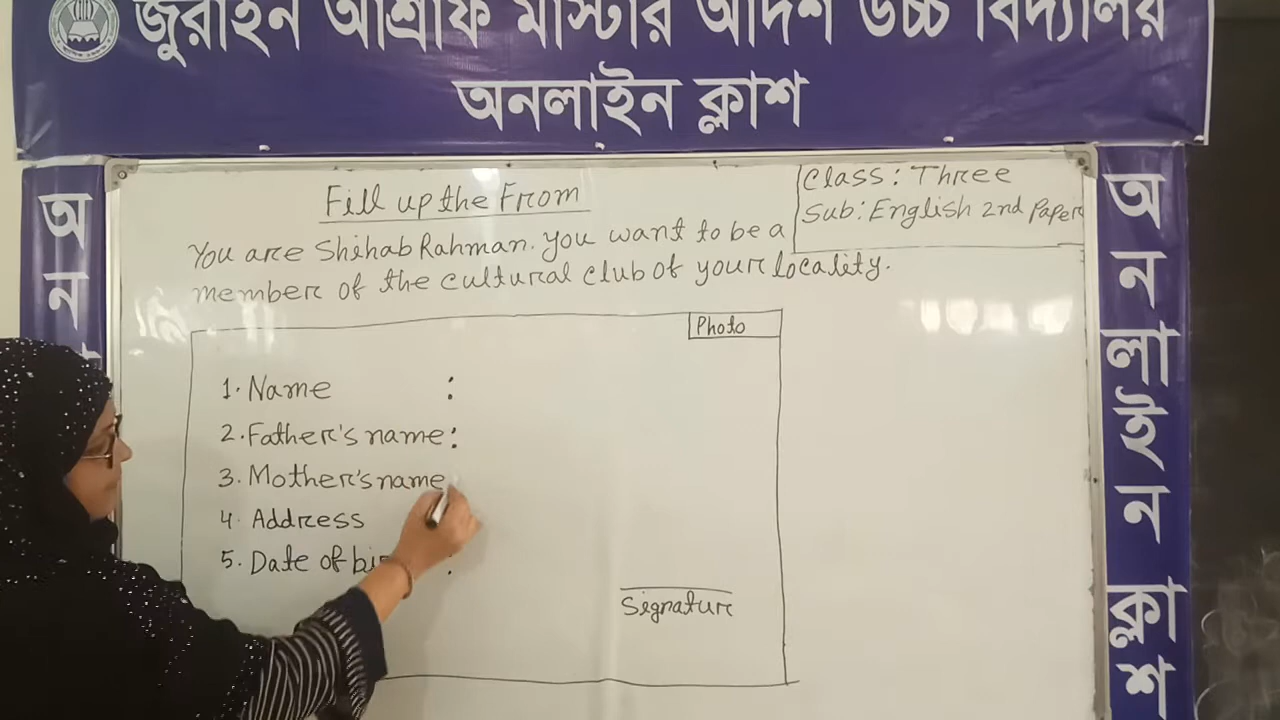 জুরাইন আশ্রাফ মাস্টার আদর্শ উচ্চ বিদ্যালয়
অনলাইন ক্লাশ
Class: Three
Sub: English 2nd Paper
Fill up the From
You are Shihab Rahman. You want to be a
member of the cultural club of your locality.
Photo
1. Name :
2. Father's name:
3. Mother's name
4. Address
5. Date of bi :
Signature
অ
ন
অ
ন
লা
ই
ন
ক্লা
শ